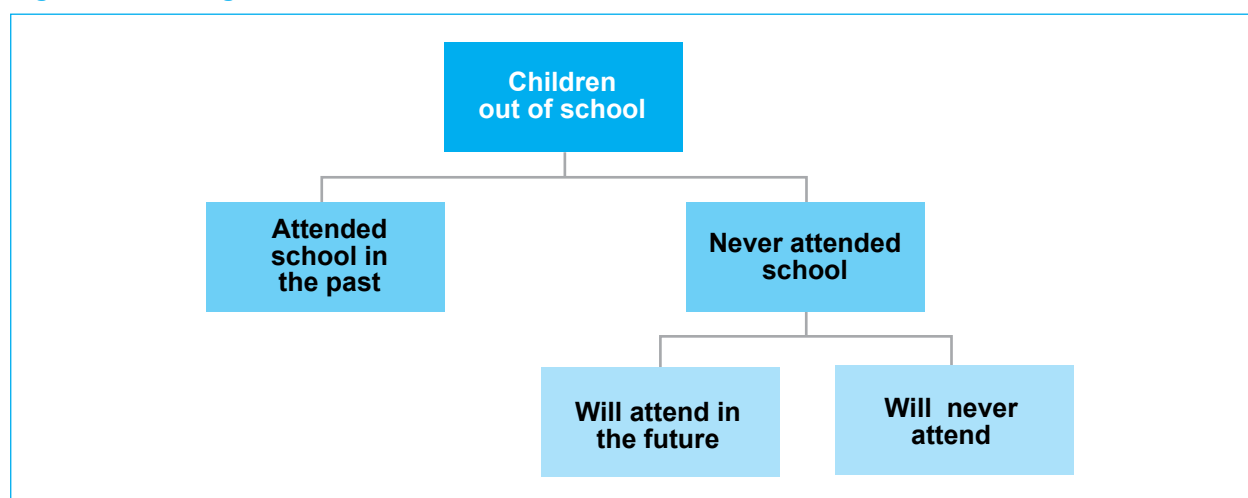 Children
out of school
Attended
school in
the past
Never attended
school
Will attend in
the future
Will never
attend